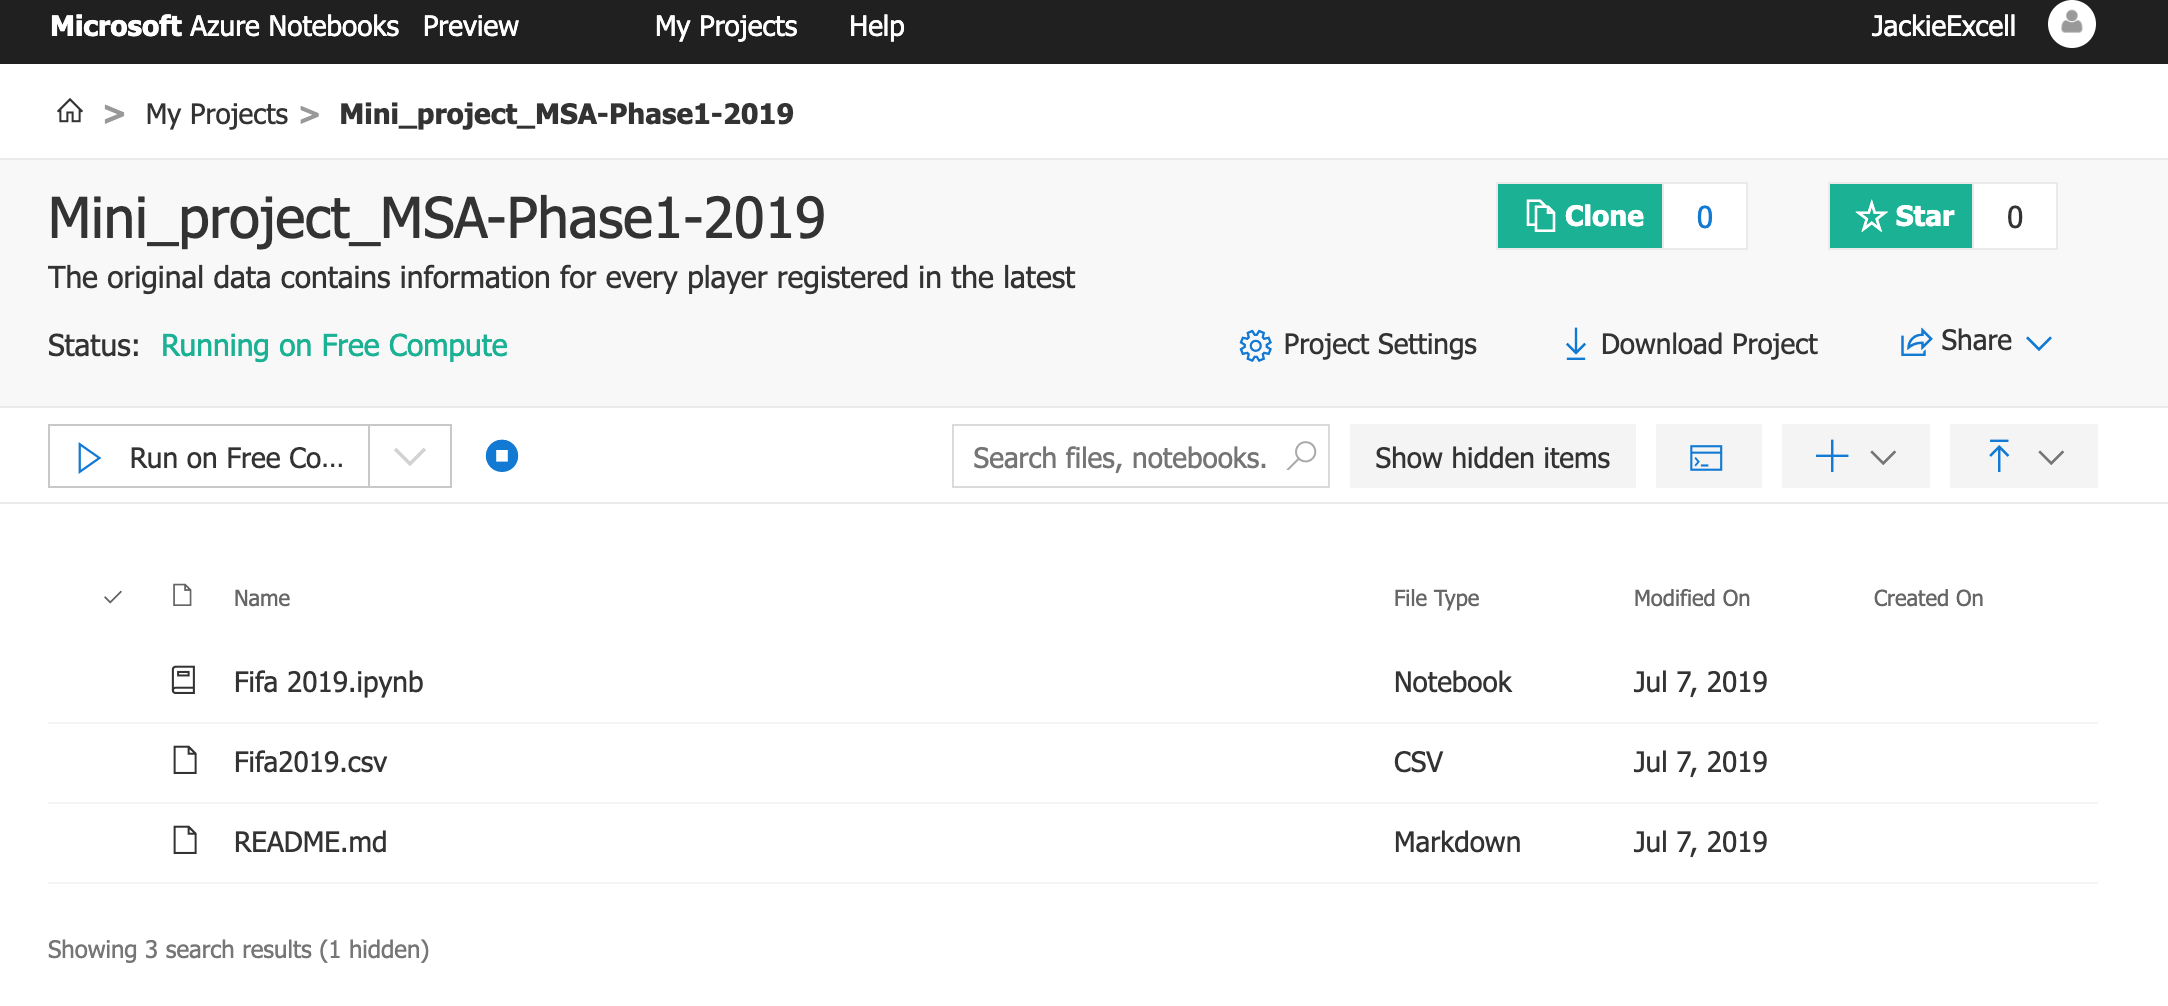 Microsoft Azure Notebooks Preview My Projects Help JackieExcell
> My Projects > Mini_project_MSA-Phase1-2019
Mini_project_MSA-Phase1-2019
Clone 0 Star 0
The original data contains information for every player registered in the latest
Status: Running on Free Compute
Project Settings Download Project Share
Run on Free Co... Search files, notebooks. Show hidden items
Name File Type Modified On Created On
Fifa 2019.ipynb Notebook Jul 7, 2019
Fifa2019.csv CSV Jul 7, 2019
README.md Markdown Jul 7, 2019
Showing 3 search results (1 hidden)